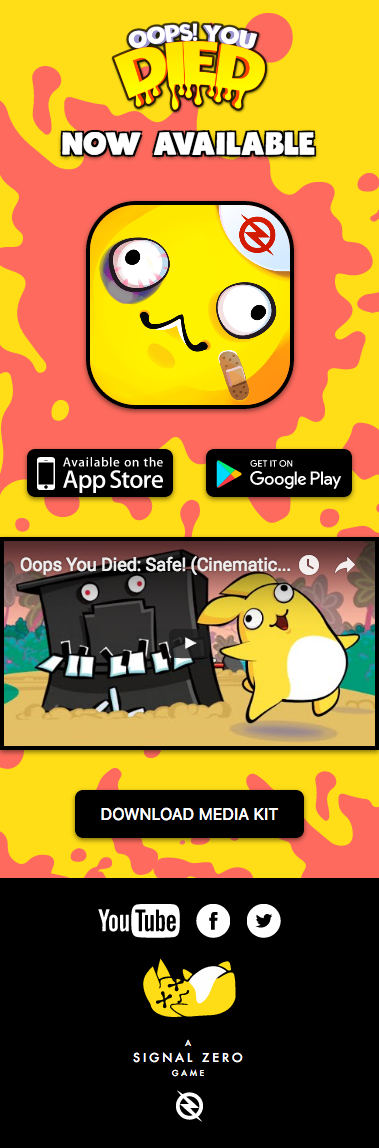 OOPS! YOU
DIED
NOW AVAILABLE
Available on the
App Store
GET IT ON
Google Play
Oops You Died: Safe! (Cinematic...
DOWNLOAD MEDIA KIT
YouTube
f
A
SIGNAL ZERO
GAME